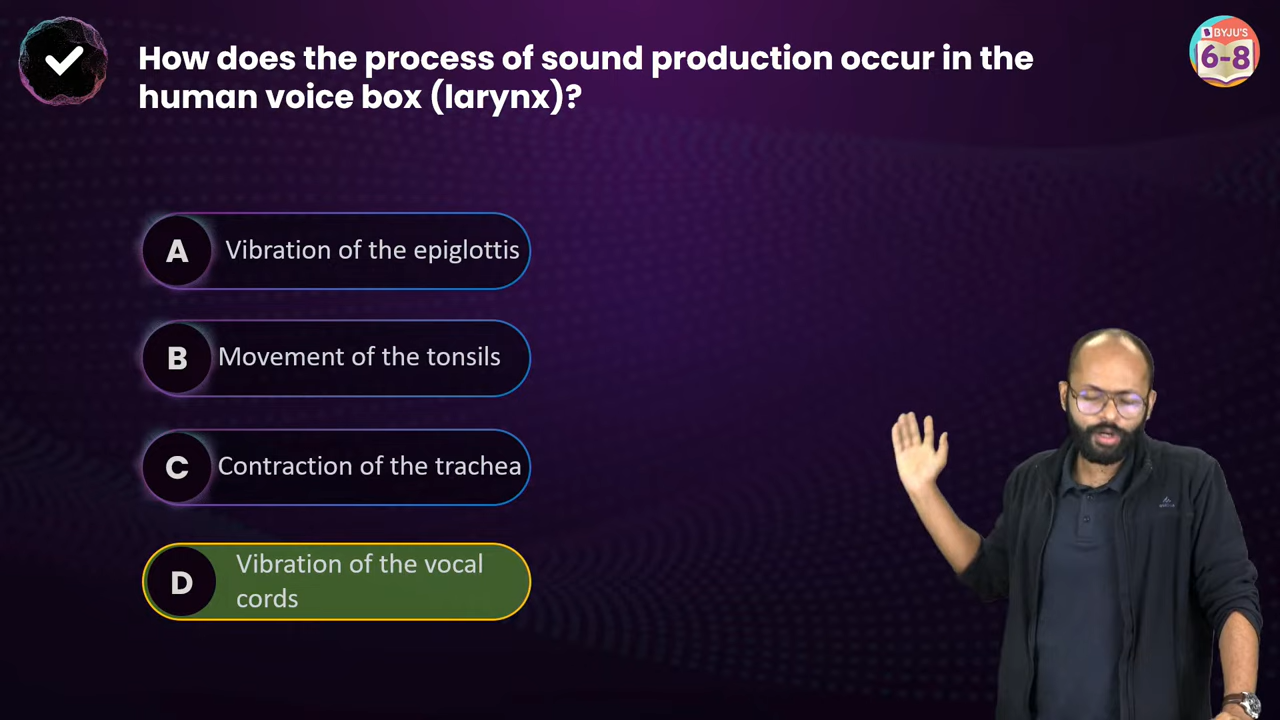 How does the process of sound production occur in the
human voice box (larynx)?
BYJU'S
6-8
A Vibration of the epiglottis
B Movement of the tonsils
C Contraction of the trachea
D Vibration of the vocal
cords